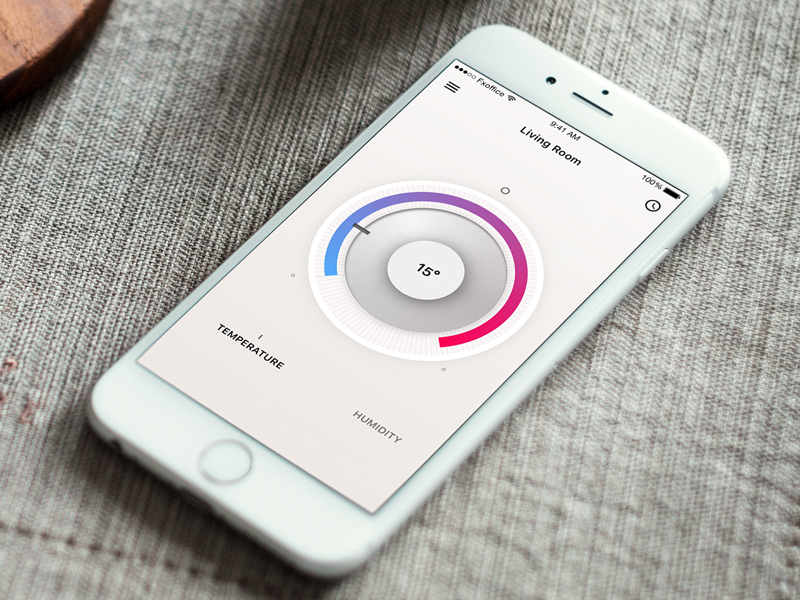 Fxoffice
9:41 AM
100%
Living Room
15°
TEMPERATURE
HUMIDITY